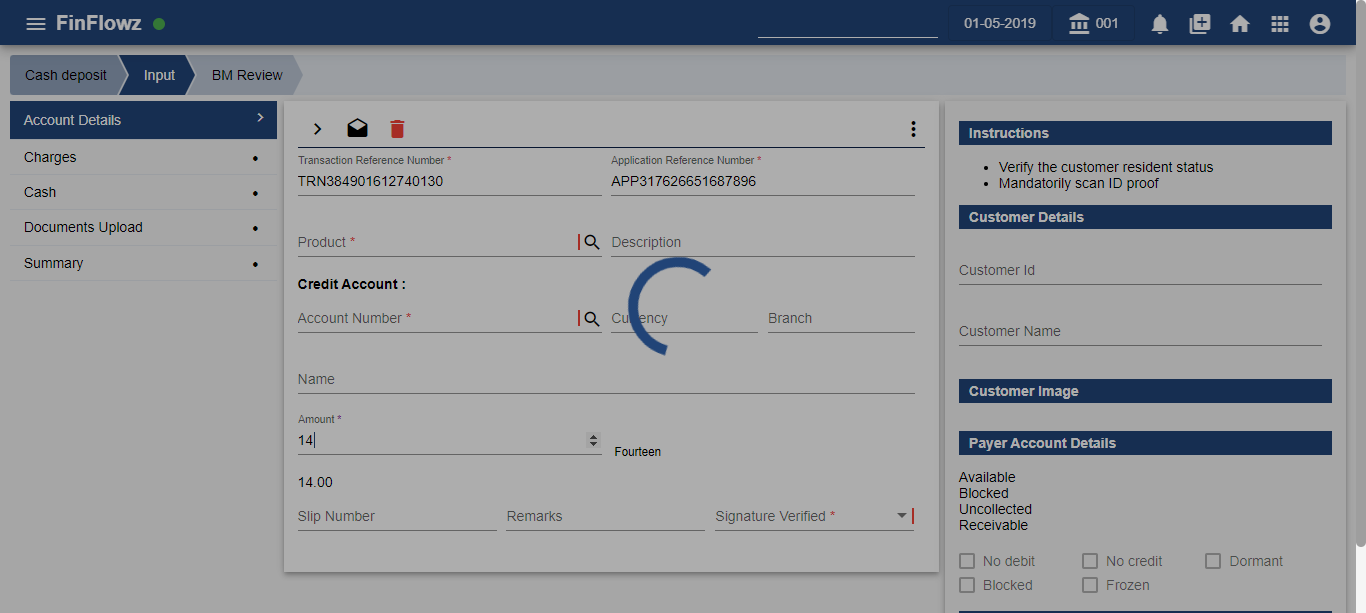 FinFlowz
01-05-2019
001
Cash deposit
Input
BM Review
Account Details
Charges
Cash
Documents Upload
Summary
Transaction Reference Number *
Application Reference Number *
TRN384901612740130
APP317626651687896
Product *
Description
Credit Account :
Account Number *
Currency
Branch
Name
Amount *
14
Fourteen
14.00
Slip Number
Remarks
Signature Verified *
Instructions
• Verify the customer resident status
• Mandatorily scan ID proof
Customer Details
Customer Id
Customer Name
Customer Image
Payer Account Details
Available
Blocked
Uncollected
Receivable
No debit
No credit
Dormant
Blocked
Frozen